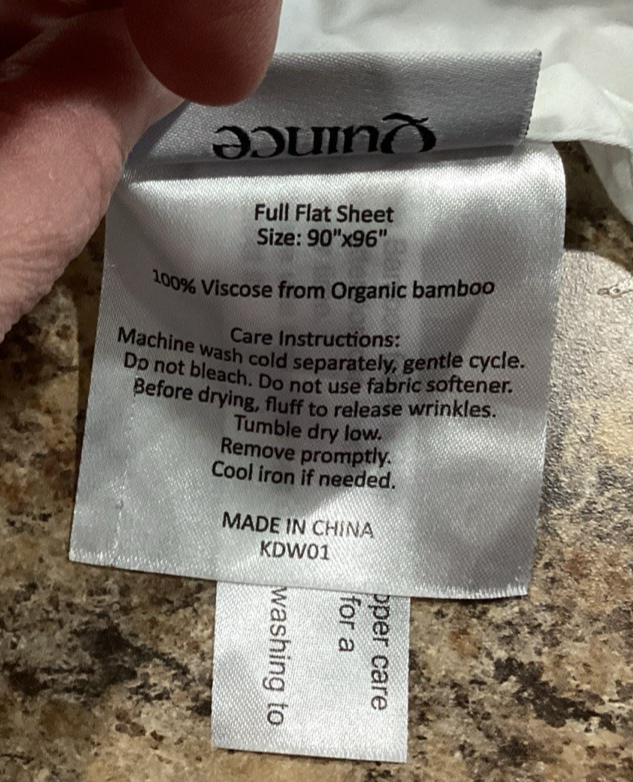 Quince
Full Flat Sheet
Size: 90"x96"
100% Viscose from Organic bamboo
Care Instructions:
Machine wash cold separately, gentle cycle.
Do not bleach. Do not use fabric softener.
Before drying, fluff to release wrinkles.
Tumble dry low.
Remove promptly.
Cool iron if needed.
MADE IN CHINA
KDW01
care
for a
washing to